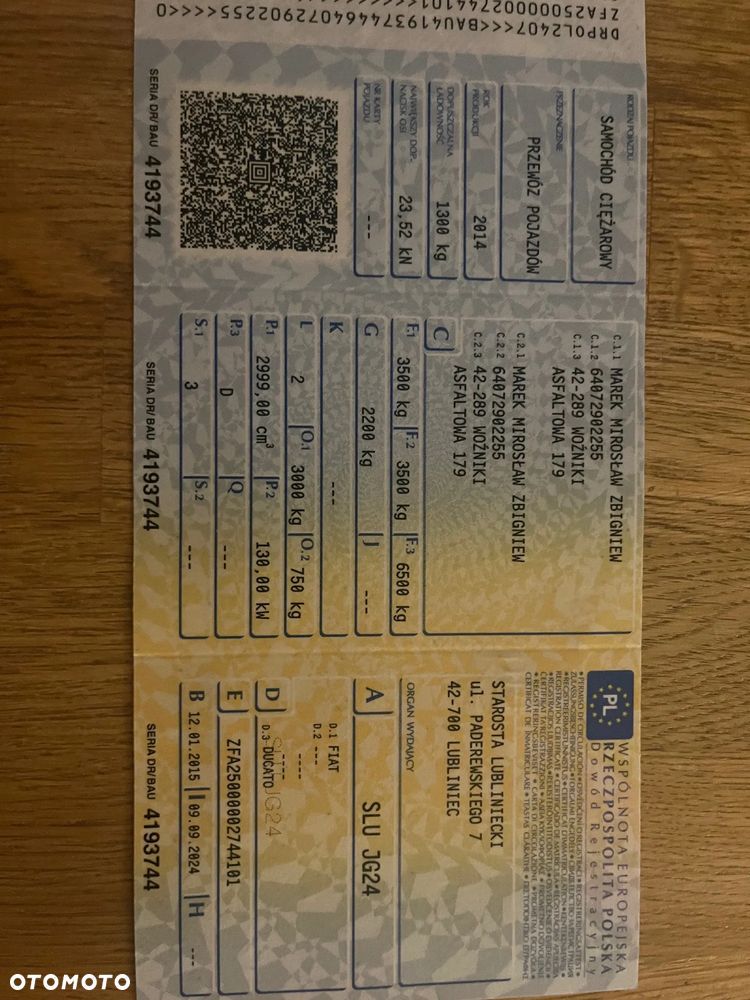 DRPOL2407<<<BAU419374464072902255<<<<0
RODZAJ POJAZDU
SAMOCHÓD CIĘŻAROWY
PRZEZNACZENIE
PRZEWÓZ POJAZDÓW
ROK PRODUKCJI
2014
DOPUSZCZALNA ŁADOWNOŚĆ
1300 kg
NAJWIĘKSZY DOP. NACISK OSI
23,52 kN
NR KARTY POJAZDU
---
SERIA DR/BAU 4193744
C.1.1 MAREK MIROSŁAW ZBIGNIEW
C.1.2 64072902255
C.1.3 42-289 WOŹNIKI
ASFALTOWA 179
C.2.1 MAREK MIROSŁAW ZBIGNIEW
C.2.2 64072902255
C.2.3 42-289 WOŹNIKI
ASFALTOWA 179
C
F.1 3500 kg F.2 3500 kg F.3 6500 kg
G 2200 kg J ---
K ---
L 2 O.1 3000 kg O.2 750 kg
P.1 2999,00 cm³ P.2 130,00 kW
P.3 D Q ---
S.1 3 S.2 ---
SERIA DR/BAU 4193744
PL
WSPÓLNOTA EUROPEJSKA
RZECZPOSPOLITA POLSKA
Dowód Rejestracyjny
STAROSTA LUBLINIECKI
ul. PADEREWSKIEGO 7
42-700 LUBLINIEC
ORGAN WYDAJĄCY
A SLU JG24
D.1 FIAT
D.2 ---
----
----
D D.3 DUCATO
E ZFA25000002744101
B 12.01.2015 I 09.09.2024 H ---
SERIA DR/BAU 4193744
OTOMOTO